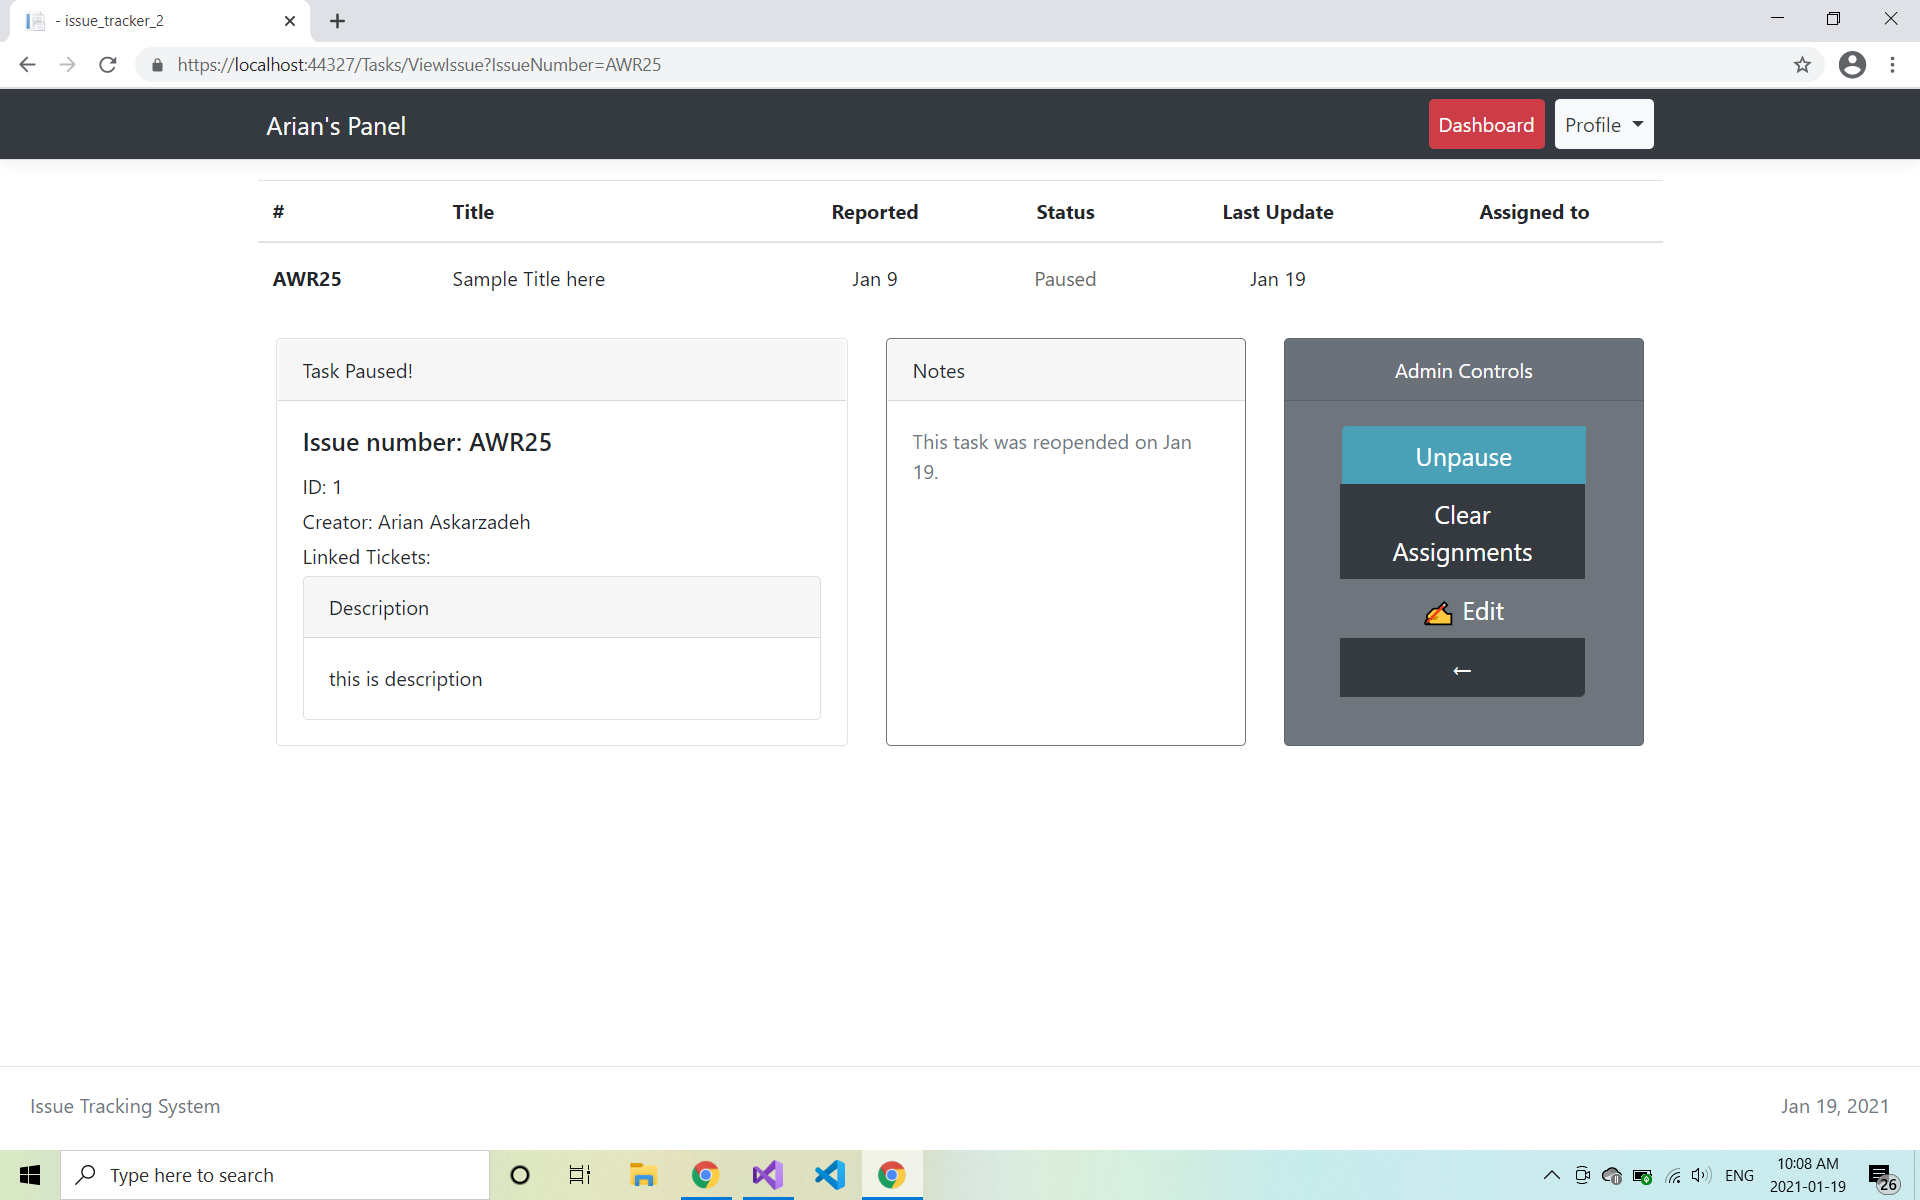 - issue_tracker_2
https://localhost:44327/Tasks/ViewIssue?IssueNumber=AWR25
Arian's Panel
Dashboard
Profile
# Title Reported Status Last Update Assigned to
AWR25 Sample Title here Jan 9 Paused Jan 19
Task Paused!
Issue number: AWR25
ID: 1
Creator: Arian Askarzadeh
Linked Tickets:
Description
this is description
Notes
This task was reopended on Jan
19.
Admin Controls
Unpause
Clear
Assignments
✍ Edit
←
Issue Tracking System
Jan 19, 2021
Type here to search
ENG
10:08 AM
2021-01-19
26